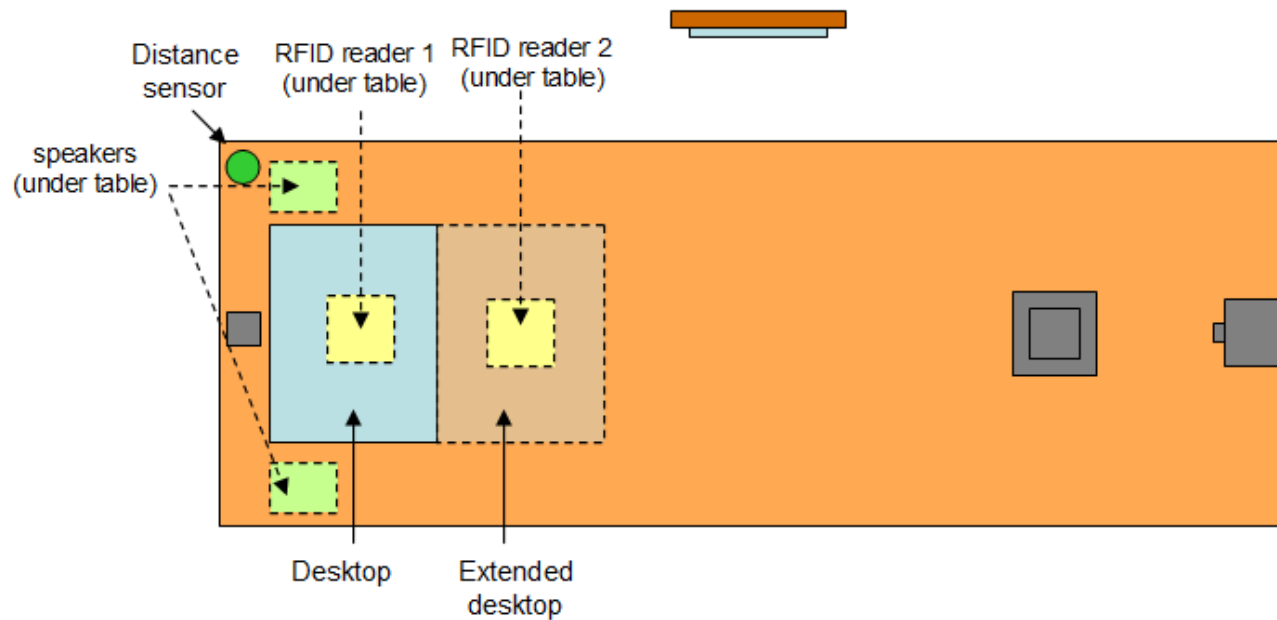 Distance
sensor
RFID reader 1
(under table)
RFID reader 2
(under table)
speakers
(under table)
Desktop
Extended
desktop